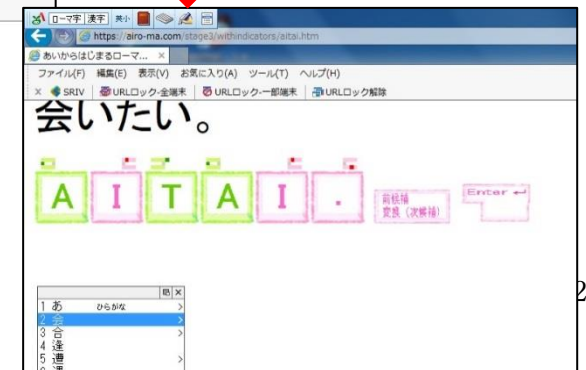 ローマ字 漢字 英小
https://airo-ma.com/stage3/withindicators/aitai.htm
あいからはじまるローマ... ×
ファイル(F) 編集(E) 表示(V) お気に入り(A) ツール(T) ヘルプ(H)
× SRIV URLロック-全端末 URLロック-一部端末 URLロック解除
会いたい。
A I T A I .
前候補
変換 (次候補)
Enter
1 あ ひらがな >
2 会 >
3 合 >
4 逢
5 遭 >
2